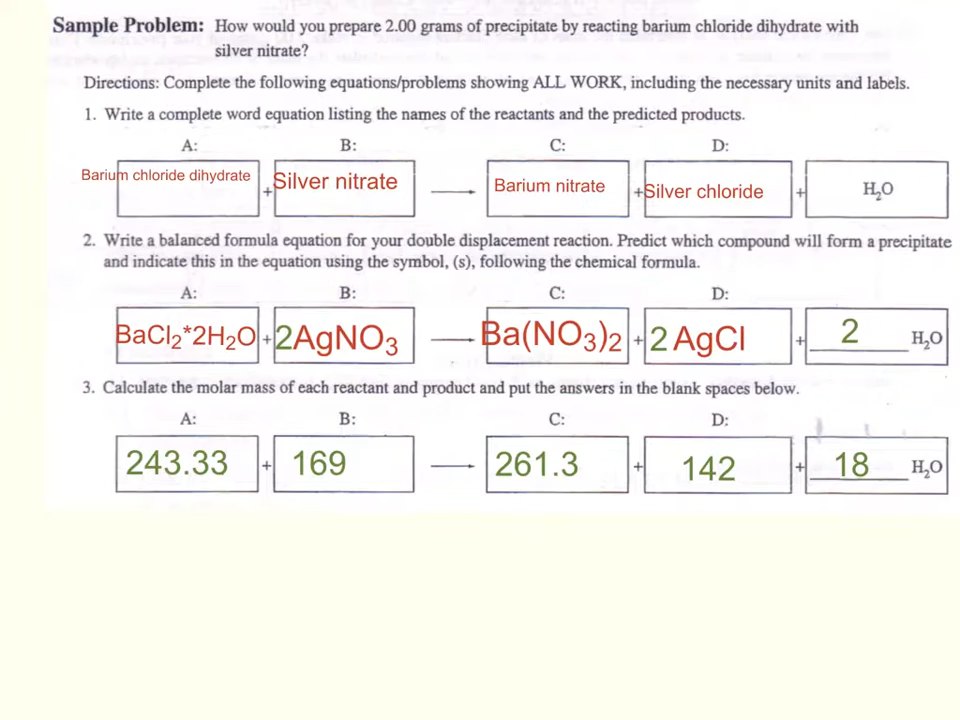 Sample Problem: How would you prepare 2.00 grams of precipitate by reacting barium chloride dihydrate with
silver nitrate?
Directions: Complete the following equations/problems showing ALL WORK, including the necessary units and labels.
1. Write a complete word equation listing the names of the reactants and the predicted products.
A: B: C: D:
Barium chloride dihydrate + Silver nitrate → Barium nitrate + Silver chloride + H₂O
2. Write a balanced formula equation for your double displacement reaction. Predict which compound will form a precipitate
and indicate this in the equation using the symbol, (s), following the chemical formula.
A: B: C: D:
BaCl₂*2H₂O + 2AgNO₃ → Ba(NO₃)₂ + 2 AgCl + 2 H₂O
3. Calculate the molar mass of each reactant and product and put the answers in the blank spaces below.
A: B: C: D:
243.33 + 169 → 261.3 + 142 + 18 H₂O